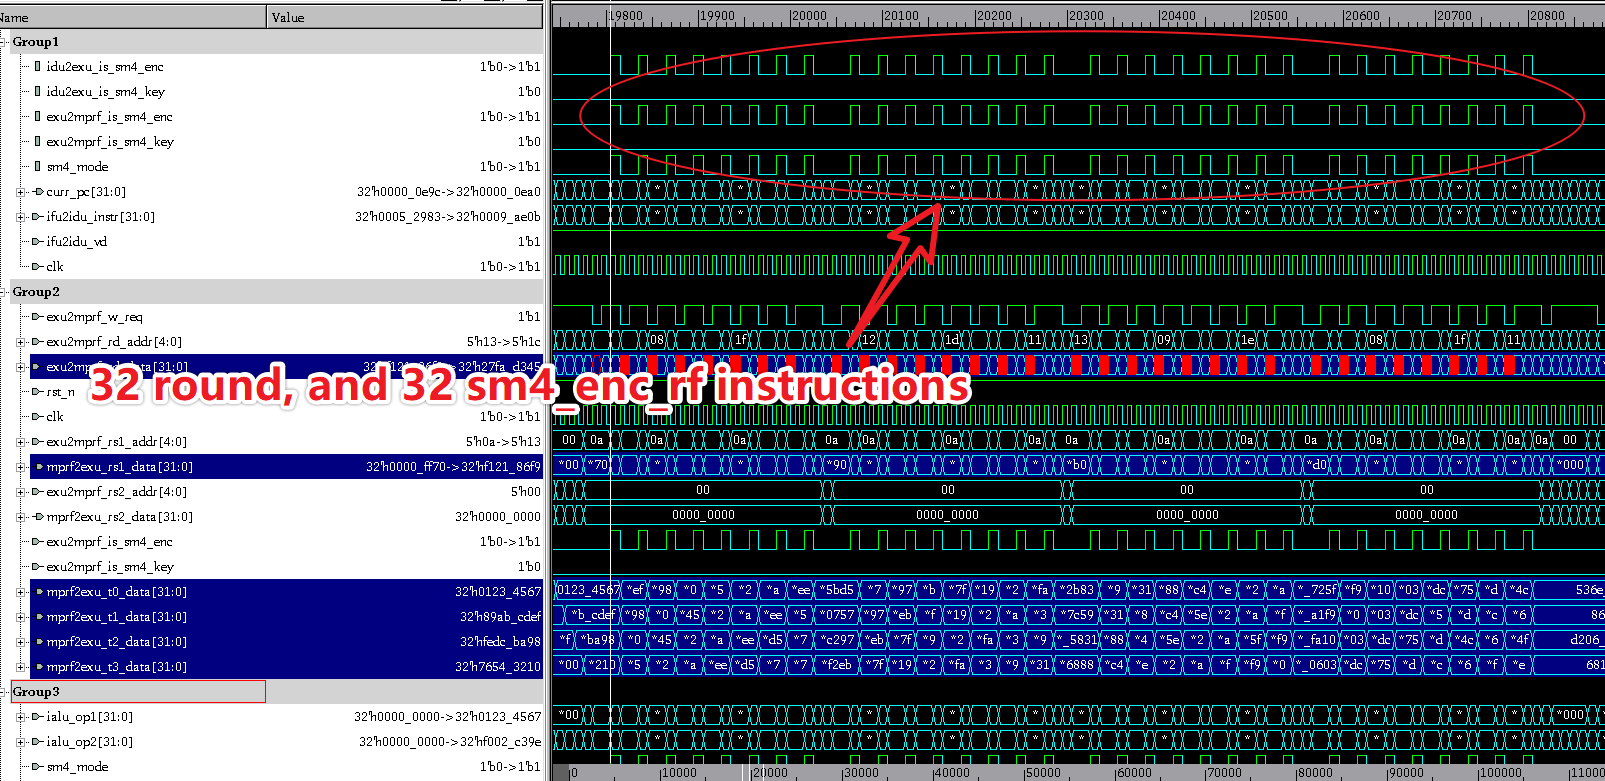 Name Value 19800 19900 20000 20100 20200 20300 20400 20500 20600 20700 20800
Group1
idu2exu_is_sm4_enc 1'b0->1'b1
idu2exu_is_sm4_key 1'b0
exu2mprf_is_sm4_enc 1'b0->1'b1
exu2mprf_is_sm4_key 1'b0
sm4_mode 1'b0->1'b1
curr_pc[31:0] 32'h0000_0e9c->32'h0000_0ea0
ifu2idu_instr[31:0] 32'h0005_2983->32'h0009_ae0b
ifu2idu_vd 1'b1
clk 1'b0->1'b1
Group2
exu2mprf_w_req 1'b1
exu2mprf_rd_addr[4:0] 5'h13->5'h1c 08 1f 12 1d 11 13 09 1e 08 1f 11
32 round, and 32 sm4_enc_rf instructions
rst_n
clk 1'b0->1'b1
exu2mprf_rs1_addr[4:0] 5'h0a->5'h13 00 0a 0a 0a 0a 0a 0a 0a 0a 0a 0a 0a 0a 0a 0a 0a 00
mprf2exu_rs1_data[31:0] 32'h0000_ff70->32'hf121_86f9 *00 *70 * * *90 * * *b0 * * *d0 * * *000
exu2mprf_rs2_addr[4:0] 5'h00 00 00 00 00
mprf2exu_rs2_data[31:0] 32'h0000_0000 0000_0000 0000_0000 0000_0000 0000_0000
exu2mprf_is_sm4_enc 1'b0->1'b1
exu2mprf_is_sm4_key 1'b0
mprf2exu_t0_data[31:0] 32'h0123_4567 0123_4567 *ef *98 *0 *5 *2 *a *ee *5bd5 *7 *97 *b *7f *19 *2 *fa *2b83 *9 *31 *88 *c4 *e *2 *a *_725f *f9 *10 *03 *dc *75 *d *4c 536e
mprf2exu_t1_data[31:0] 32'h89ab_cdef *b_cdef *98 *0 *45 *2 *a *ee *5 *0757 *97 *eb *f *19 *2 *a *3 *7c59 *31 *8 *c4 *5e *2 *a *f *_a1f9 *0 *03 *dc *5 *d *c *6 86
mprf2exu_t2_data[31:0] 32'hfedc_ba98 *f *ba98 *0 *45 *2 *a *ee *d5 *7 *c297 *eb *7f *9 *2 *fa *3 *9 *_5831 *88 *4 *5e *2 *a *5f *f9 *_fa10 *03 *dc *75 *d *4c *6 *4f d206_
mprf2exu_t3_data[31:0] 32'h7654_3210 *00 *210 *5 *2 *a *ee *d5 *7 *7 *f2eb *7f *19 *2 *fa *3 *9 *31 *6888 *c4 *e *2 *a *f *f9 *0 *_0603 *dc *75 *d *c *6 *f *e 681
Group3
ialu_op1[31:0] 32'h0000_0000->32'h0123_4567 *00 * * * * * * * * * *000
ialu_op2[31:0] 32'h0000_0000->32'hf002_c39e * * * * * * * * * *
sm4_mode 1'b0->1'b1
0 10000 20000 30000 40000 50000 60000 70000 80000 90000 100000 11000